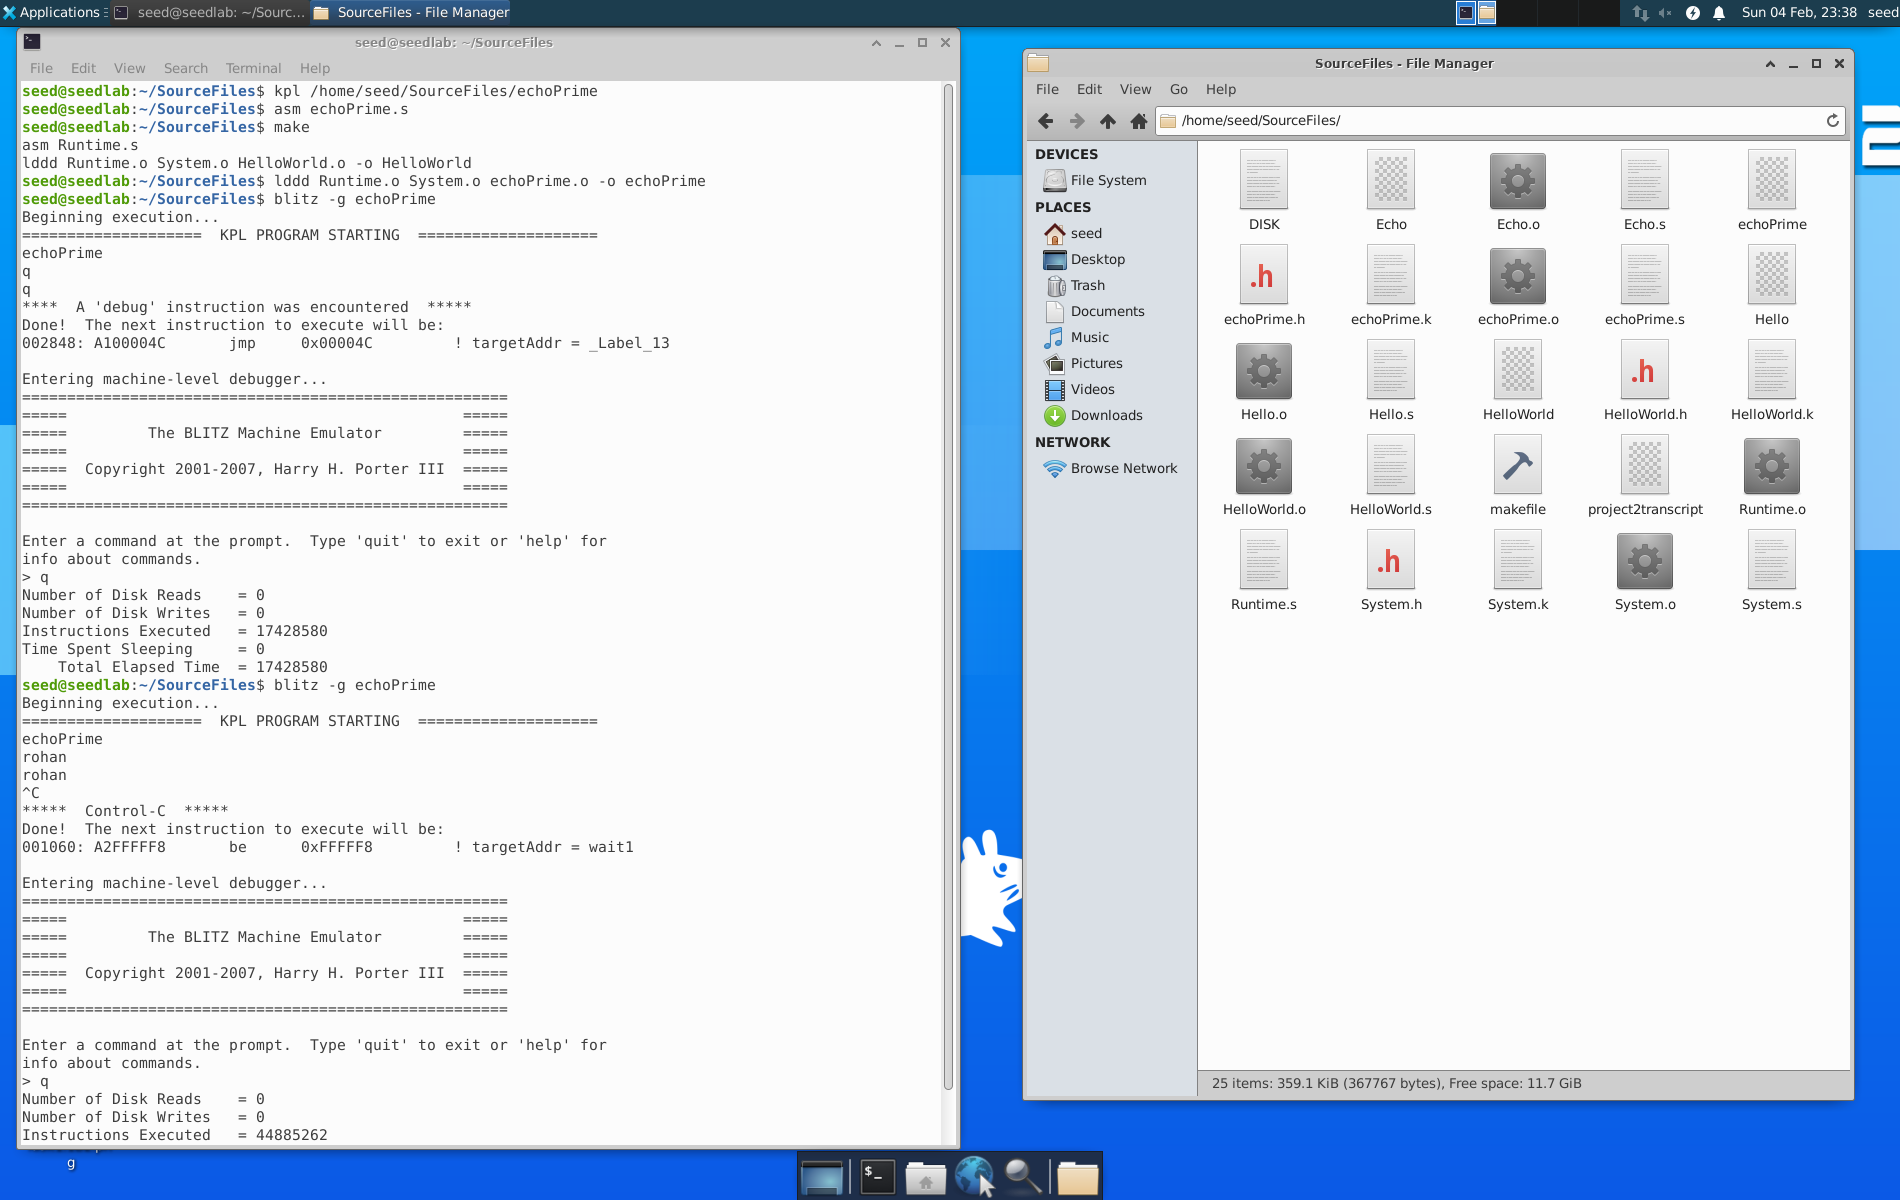 Applications
seed@seedlab: ~/Sourc...
SourceFiles - File Manager
Sun 04 Feb, 23:38
seed
seed@seedlab: ~/SourceFiles
File Edit View Search Terminal Help
seed@seedlab:~/SourceFiles$ kpl /home/seed/SourceFiles/echoPrime
seed@seedlab:~/SourceFiles$ asm echoPrime.s
seed@seedlab:~/SourceFiles$ make
asm Runtime.s
lddd Runtime.o System.o HelloWorld.o -o HelloWorld
seed@seedlab:~/SourceFiles$ lddd Runtime.o System.o echoPrime.o -o echoPrime
seed@seedlab:~/SourceFiles$ blitz -g echoPrime
Beginning execution...
==================== KPL PROGRAM STARTING ====================
echoPrime
q
q
**** A 'debug' instruction was encountered *****
Done! The next instruction to execute will be:
002848: A100004C jmp 0x00004C ! targetAddr = _Label_13
Entering machine-level debugger...
======================================================
===== =====
===== The BLITZ Machine Emulator =====
===== =====
===== Copyright 2001-2007, Harry H. Porter III =====
===== =====
======================================================
Enter a command at the prompt. Type 'quit' to exit or 'help' for
info about commands.
> q
Number of Disk Reads = 0
Number of Disk Writes = 0
Instructions Executed = 17428580
Time Spent Sleeping = 0
Total Elapsed Time = 17428580
seed@seedlab:~/SourceFiles$ blitz -g echoPrime
Beginning execution...
==================== KPL PROGRAM STARTING ====================
echoPrime
rohan
rohan
^C
***** Control-C *****
Done! The next instruction to execute will be:
001060: A2FFFFF8 be 0xFFFFF8 ! targetAddr = wait1
Entering machine-level debugger...
======================================================
===== =====
===== The BLITZ Machine Emulator =====
===== =====
===== Copyright 2001-2007, Harry H. Porter III =====
===== =====
======================================================
Enter a command at the prompt. Type 'quit' to exit or 'help' for
info about commands.
> q
Number of Disk Reads = 0
Number of Disk Writes = 0
Instructions Executed = 44885262
g
SourceFiles - File Manager
File Edit View Go Help
/home/seed/SourceFiles/
DEVICES
File System
PLACES
seed
Desktop
Trash
Documents
Music
Pictures
Videos
Downloads
NETWORK
Browse Network
DISK Echo Echo.o Echo.s echoPrime
.h
echoPrime.h echoPrime.k echoPrime.o echoPrime.s Hello
.h
Hello.o Hello.s HelloWorld HelloWorld.h HelloWorld.k
HelloWorld.o HelloWorld.s makefile project2transcript Runtime.o
.h
Runtime.s System.h System.k System.o System.s
25 items: 359.1 KiB (367767 bytes), Free space: 11.7 GiB
$_